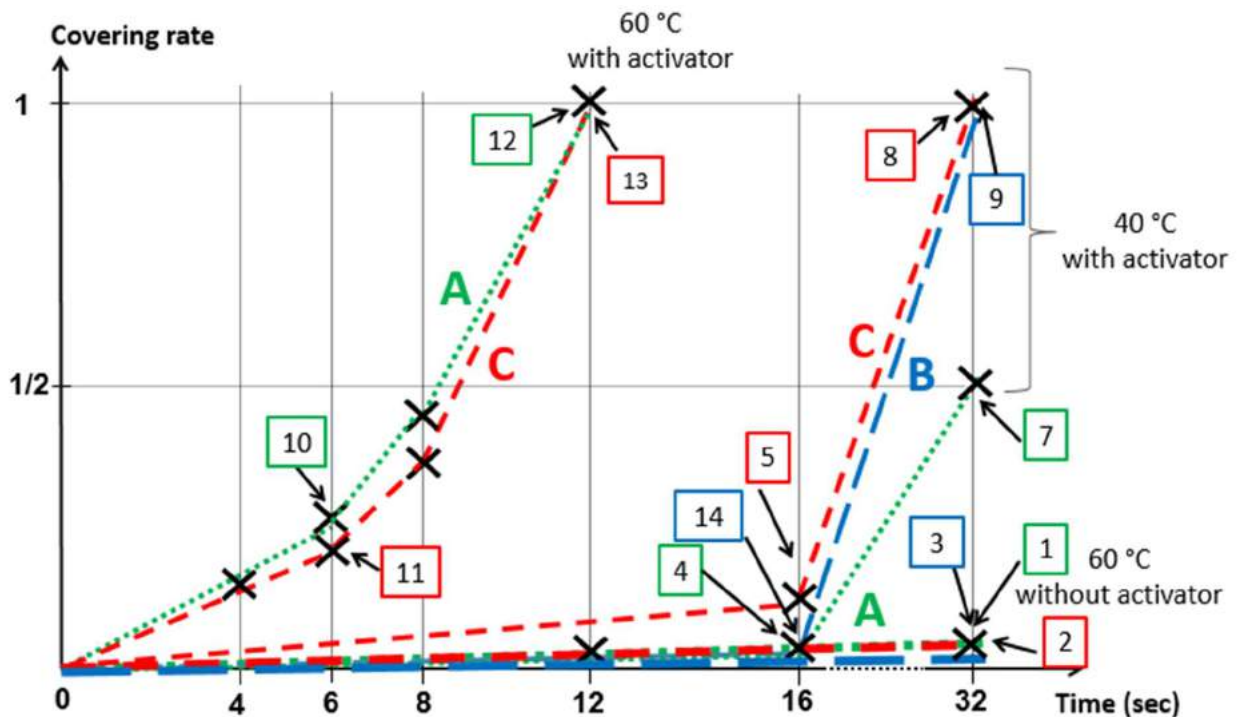 60 °C
with activator
Covering rate
1
12
13
8
9
40 °C
with activator
A
C
C
B
1/2
10
5
7
14
3
1
11
4
60 °C
without activator
A
2
0
4
6
8
12
16
32
Time (sec)